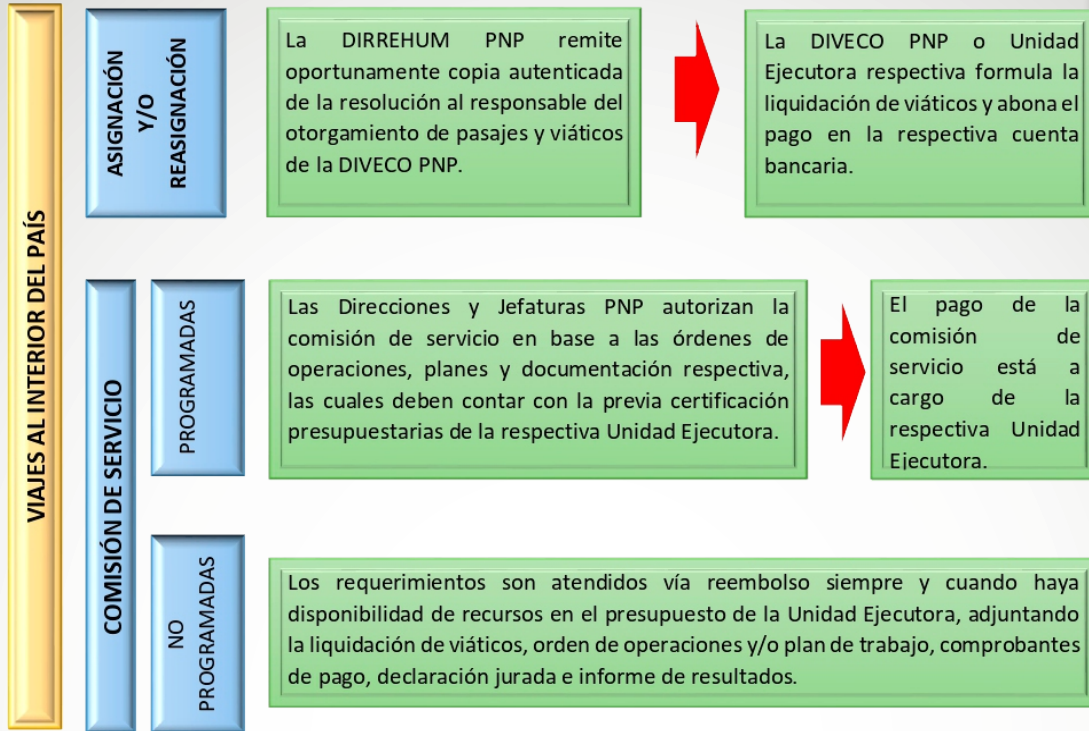 VIAJES AL INTERIOR DEL PAÍS
ASIGNACIÓN
Y/O
REASIGNACIÓN
La DIRREHUM PNP remite
oportunamente copia autenticada
de la resolución al responsable del
otorgamiento de pasajes y viáticos
de la DIVECO PNP.
La DIVECO PNP o Unidad
Ejecutora respectiva formula la
liquidación de viáticos y abona el
pago en la respectiva cuenta
bancaria.
COMISIÓN DE SERVICIO
PROGRAMADAS
Las Direcciones y Jefaturas PNP autorizan la
comisión de servicio en base a las órdenes de
operaciones, planes y documentación respectiva,
las cuales deben contar con la previa certificación
presupuestarias de la respectiva Unidad Ejecutora.
El pago de la
comisión de
servicio está a
cargo de la
respectiva Unidad
Ejecutora.
NO
PROGRAMADAS
Los requerimientos son atendidos vía reembolso siempre y cuando haya
disponibilidad de recursos en el presupuesto de la Unidad Ejecutora, adjuntando
la liquidación de viáticos, orden de operaciones y/o plan de trabajo, comprobantes
de pago, declaración jurada e informe de resultados.